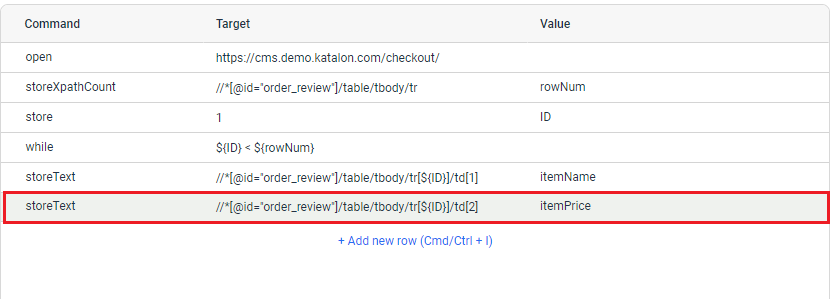 Command Target Value
open https://cms.demo.katalon.com/checkout/
storeXpathCount //*[@id="order_review"]/table/tbody/tr rowNum
store 1 ID
while ${ID} < ${rowNum}
storeText //*[@id="order_review"]/table/tbody/tr[${ID}]/td[1] itemName
storeText //*[@id="order_review"]/table/tbody/tr[${ID}]/td[2] itemPrice
+ Add new row (Cmd/Ctrl + I)